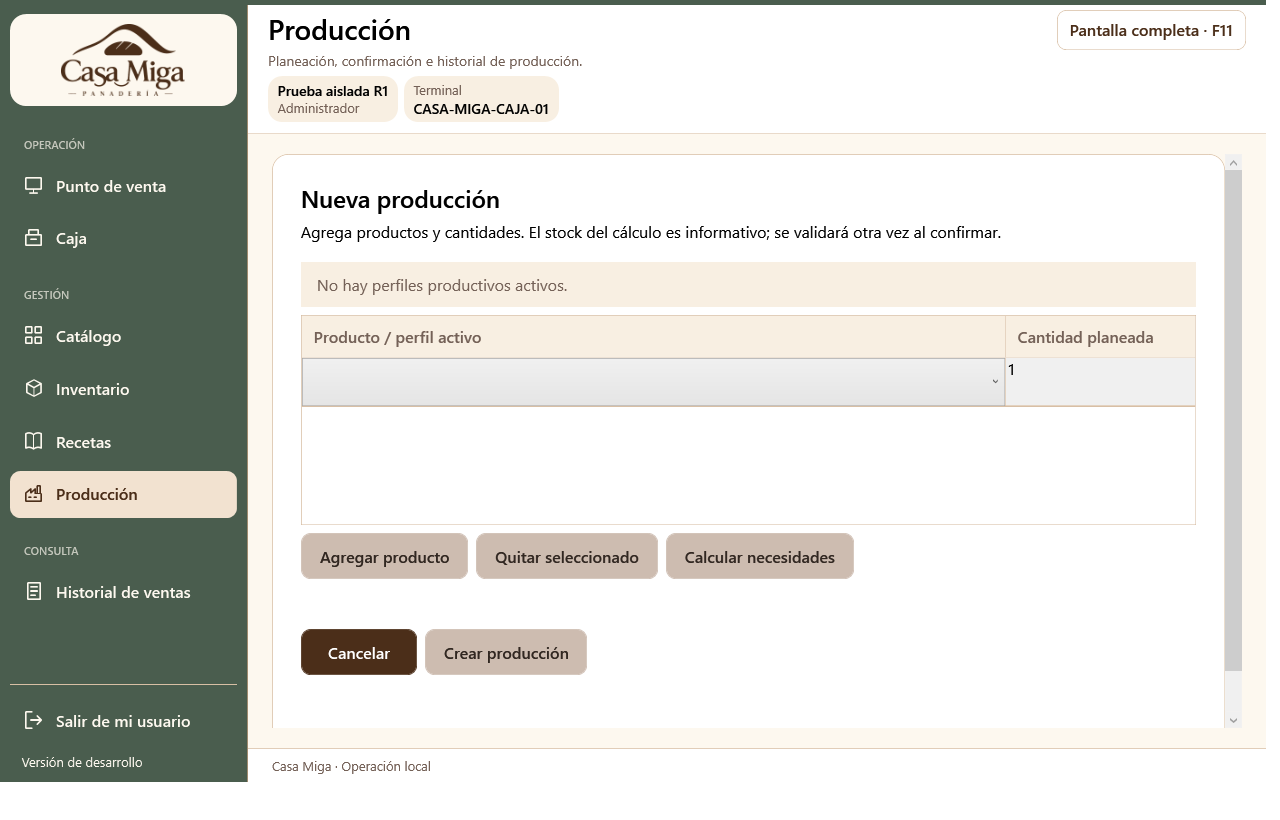 Casa Miga
PANADERÍA
OPERACIÓN
Punto de venta
Caja
GESTIÓN
Catálogo
Inventario
Recetas
Producción
CONSULTA
Historial de ventas
Salir de mi usuario
Versión de desarrollo
Producción
Planeación, confirmación e historial de producción.
Prueba aislada R1
Administrador
Terminal
CASA-MIGA-CAJA-01
Pantalla completa · F11
Nueva producción
Agrega productos y cantidades. El stock del cálculo es informativo; se validará otra vez al confirmar.
No hay perfiles productivos activos.
Producto / perfil activo
Cantidad planeada
1
Agregar producto
Quitar seleccionado
Calcular necesidades
Cancelar
Crear producción
Casa Miga · Operación local